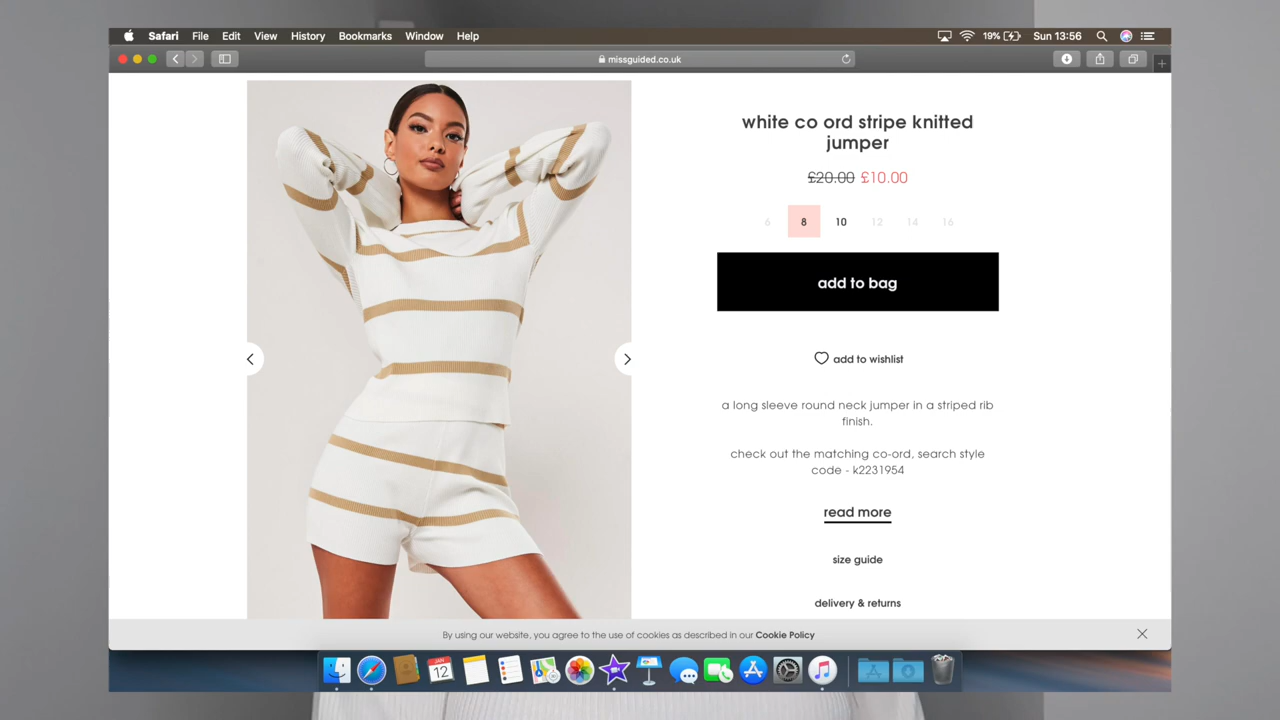 Safari File Edit View History Bookmarks Window Help 19% Sun 13:56
missguided.co.uk
white co ord stripe knitted
jumper
£20.00 £10.00
6 8 10 12 14 16
add to bag
add to wishlist
a long sleeve round neck jumper in a striped rib
finish.
check out the matching co-ord, search style
code - k2231954
read more
size guide
delivery & returns
By using our website, you agree to the use of cookies as described in our Cookie Policy
JAN
12